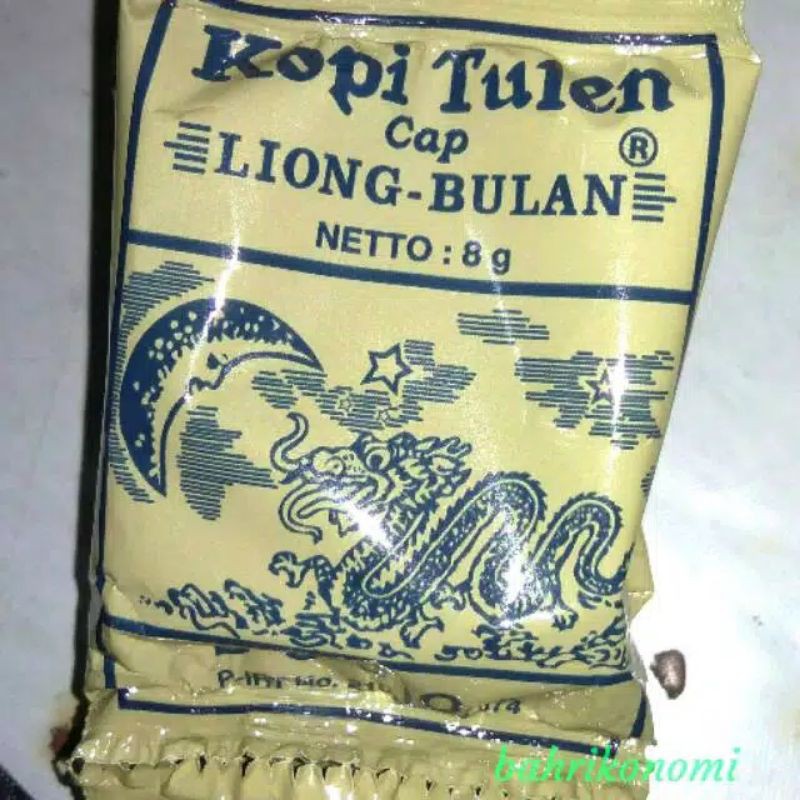 Kopi Tulen
Cap
LIONG-BULAN ®
NETTO : 8 g
bahrikonomi